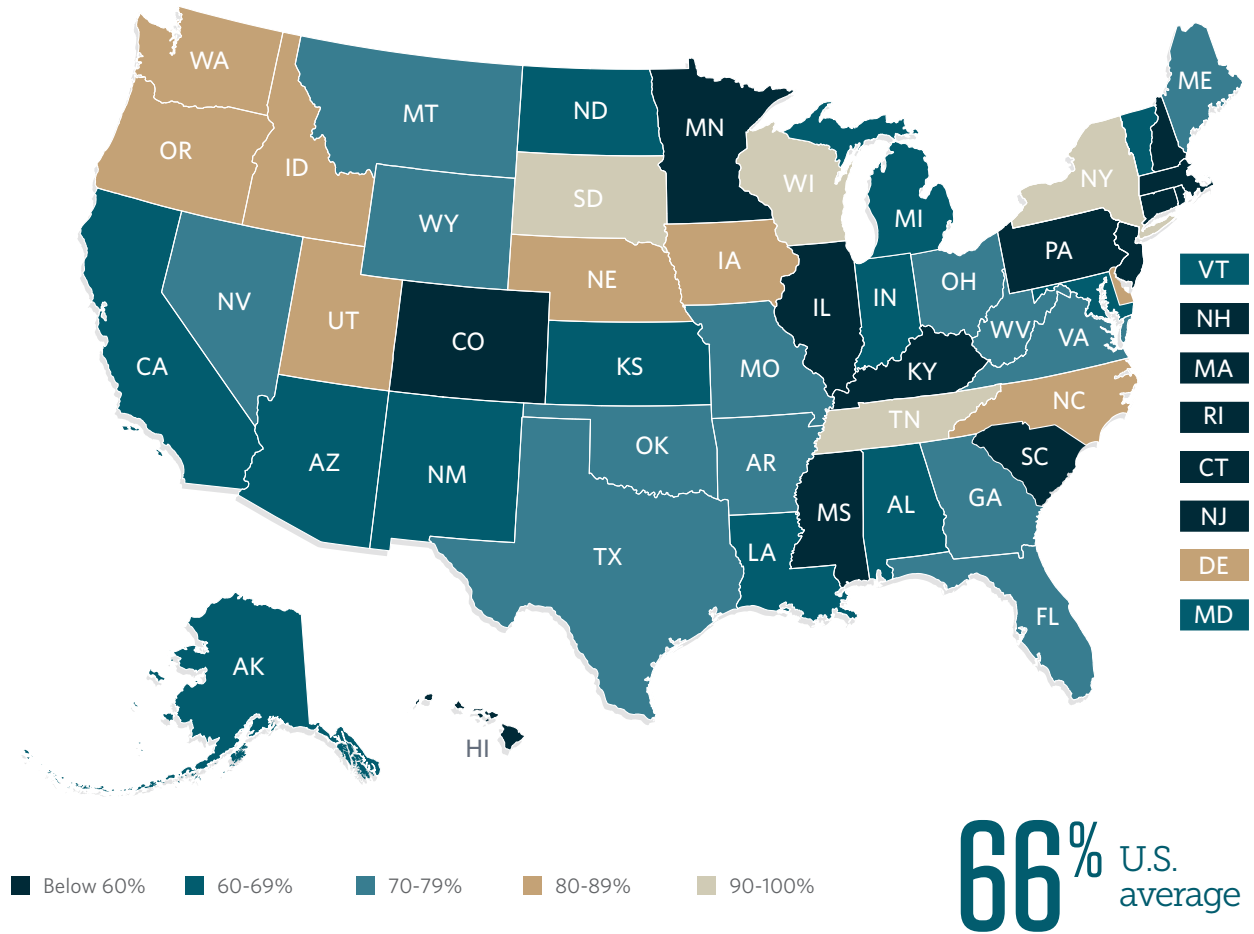 WA
MT
ND
MN
ME
OR
ID
SD
WI
NY
WY
MI
NV
UT
NE
IA
PA
CO
IL
IN
OH
CA
KS
MO
KY
WV
VA
VT
NH
MA
RI
CT
NJ
DE
MD
AZ
NM
OK
AR
TN
NC
SC
TX
LA
MS
AL
GA
FL
AK
HI
Below 60%
60-69%
70-79%
80-89%
90-100%
66%
U.S.
average